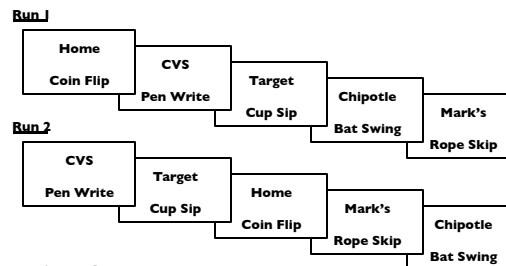 Run 1
Home
Coin Flip
CVS
Pen Write
Target
Cup Sip
Chipotle
Bat Swing
Mark's
Rope Skip
Run 2
CVS
Pen Write
Target
Cup Sip
Home
Coin Flip
Mark's
Rope Skip
Chipotle
Bat Swing